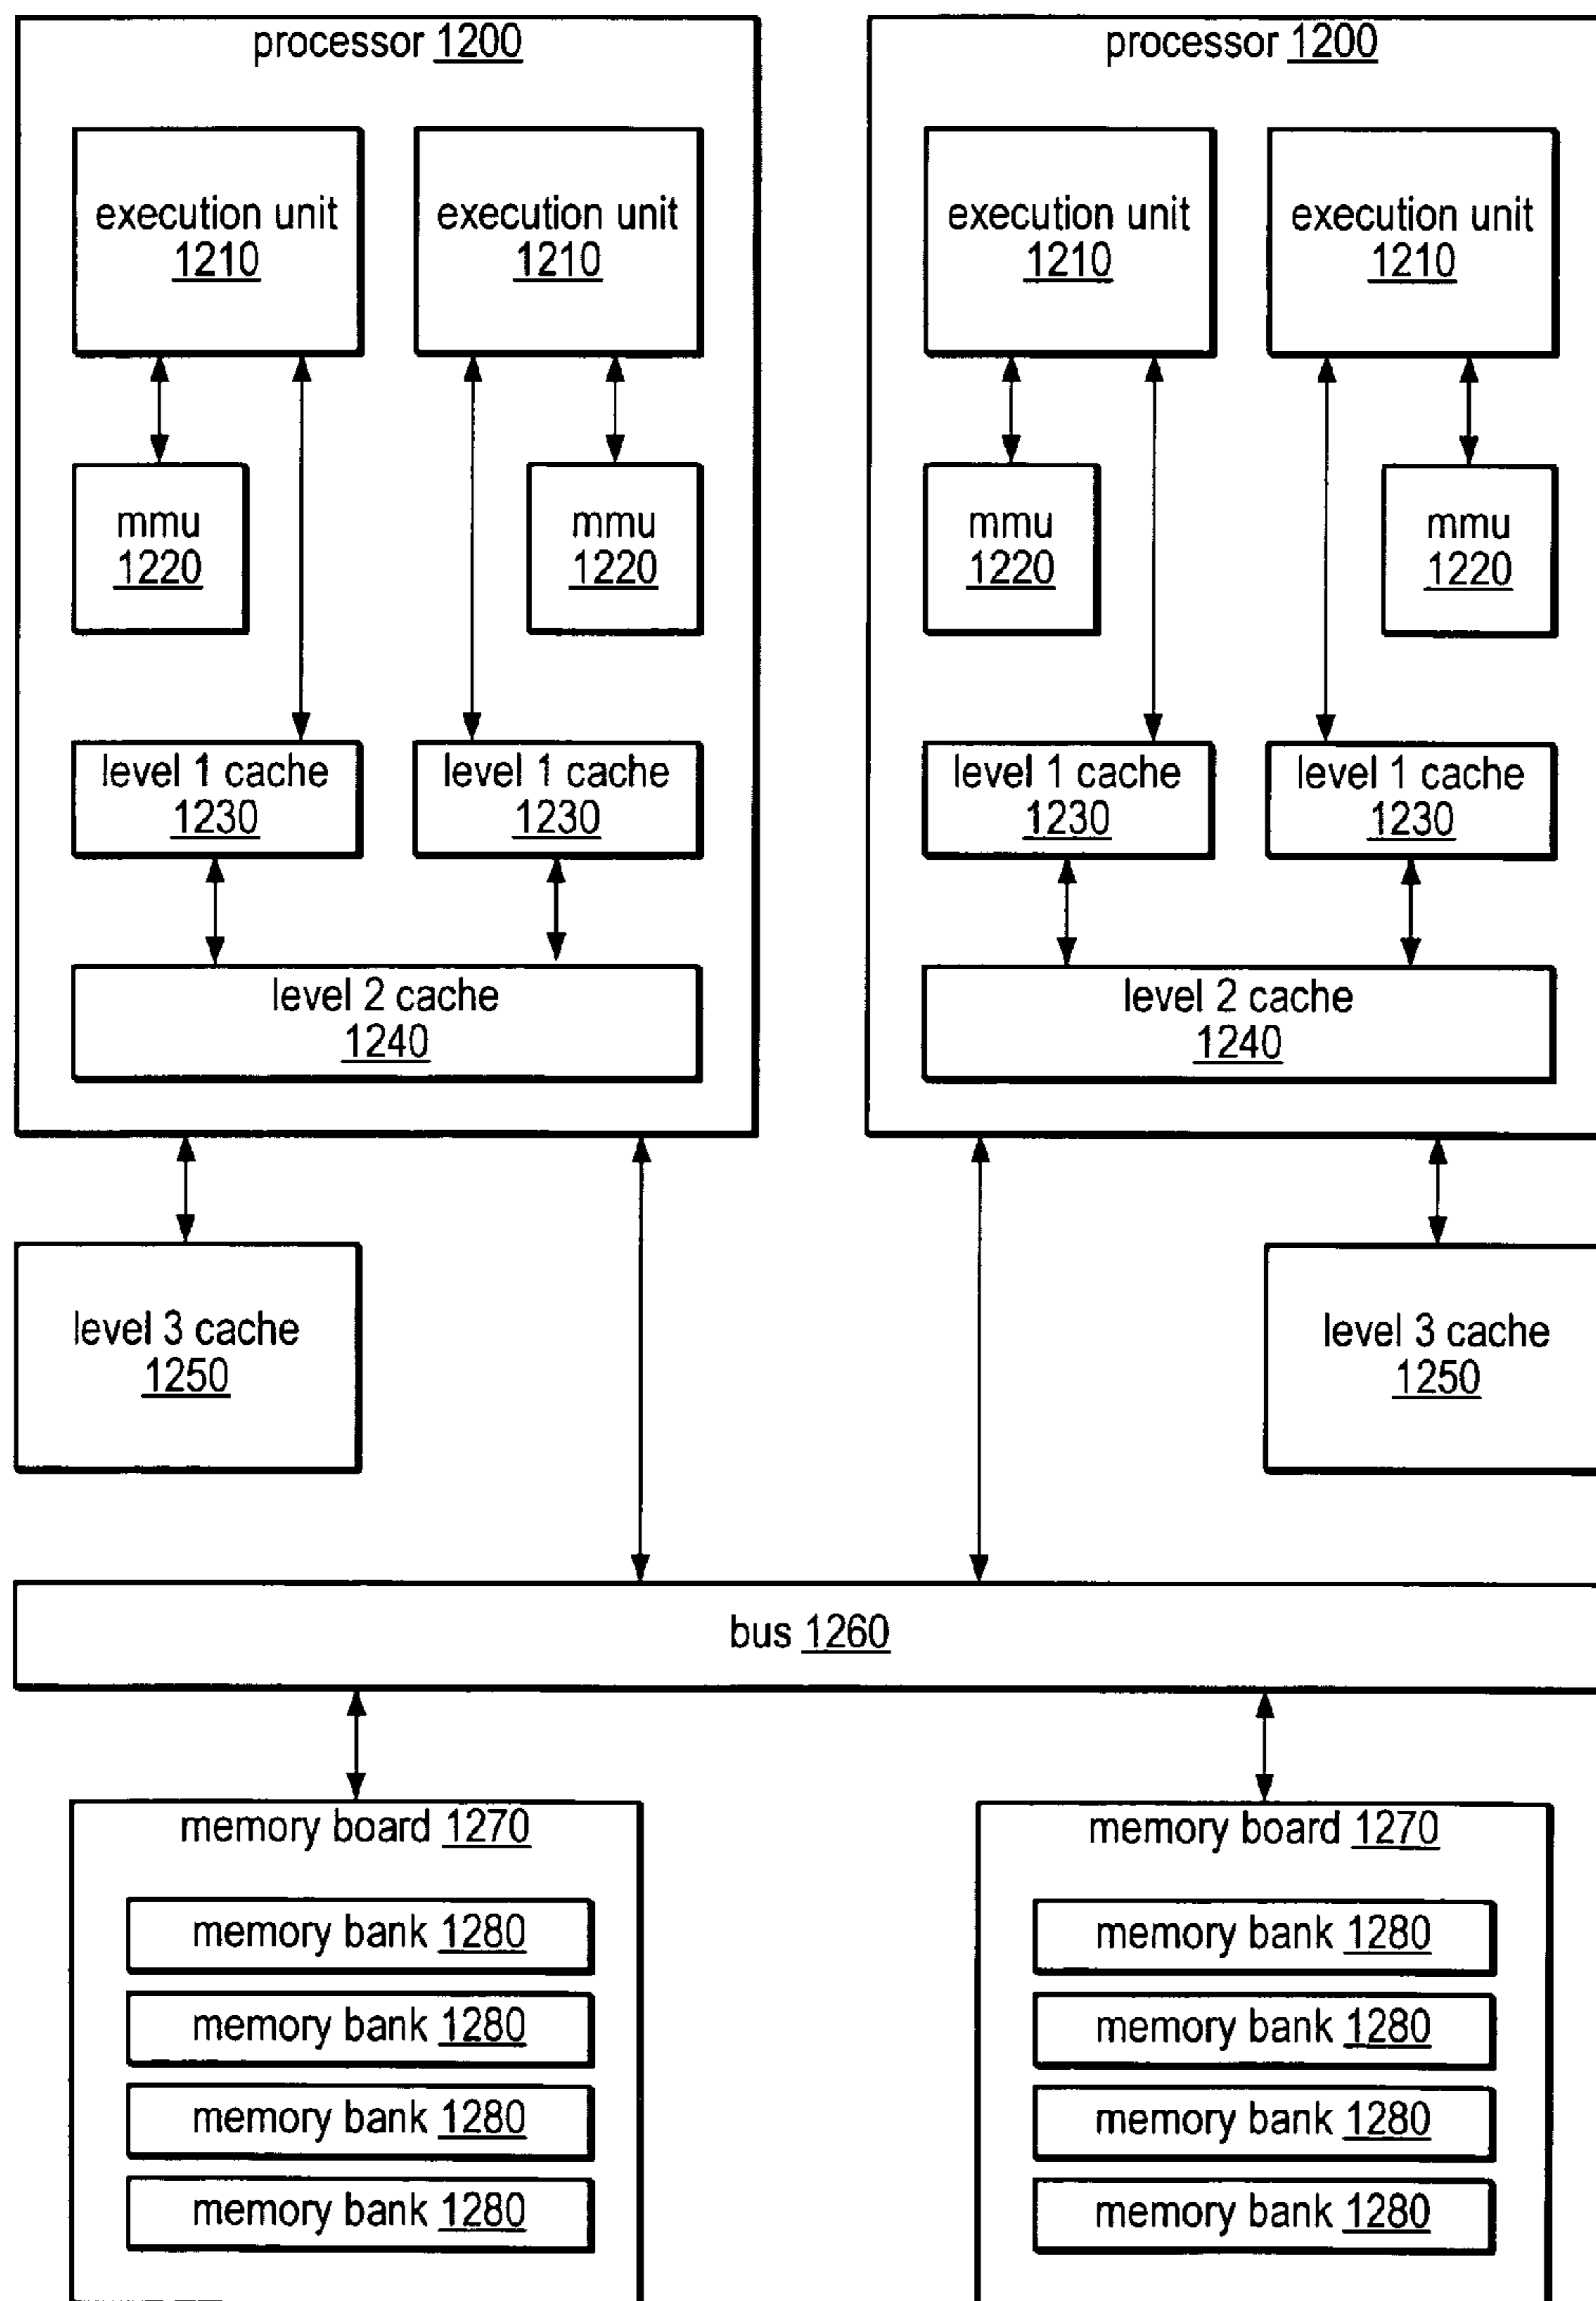 processor 1200
execution unit
1210
execution unit
1210
mmu
1220
mmu
1220
level 1 cache
1230
level 1 cache
1230
level 2 cache
1240
processor 1200
execution unit
1210
execution unit
1210
mmu
1220
mmu
1220
level 1 cache
1230
level 1 cache
1230
level 2 cache
1240
level 3 cache
1250
level 3 cache
1250
bus 1260
memory board 1270
memory bank 1280
memory bank 1280
memory bank 1280
memory bank 1280
memory board 1270
memory bank 1280
memory bank 1280
memory bank 1280
memory bank 1280